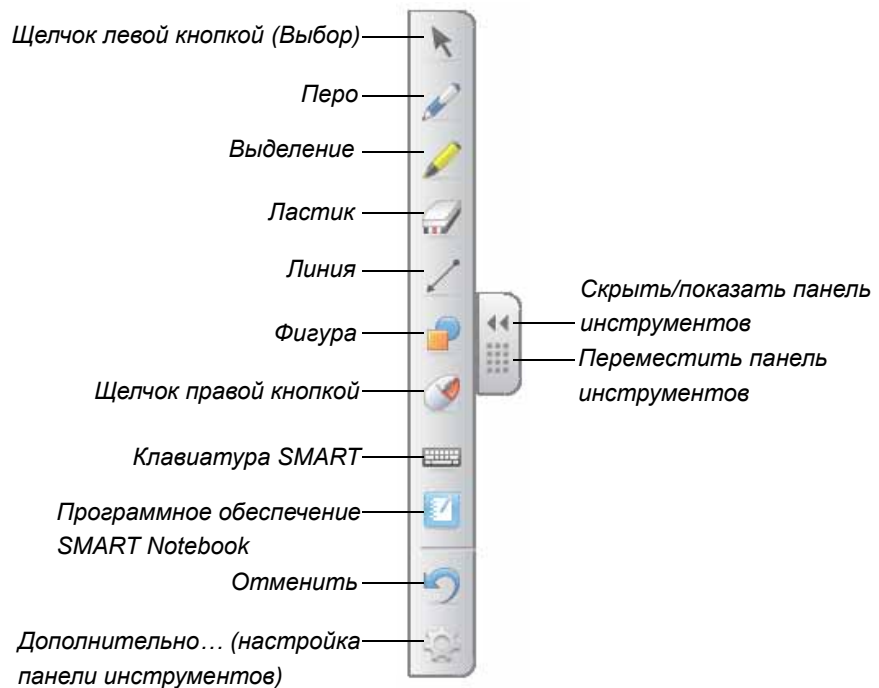 Щелчок левой кнопкой (Выбор)
Перо
Выделение
Ластик
Линия
Фигура
Щелчок правой кнопкой
Клавиатура SMART
Программное обеспечение
SMART Notebook
Отменить
Дополнительно… (настройка
панели инструментов)
Скрыть/показать панель
инструментов
Переместить панель
инструментов